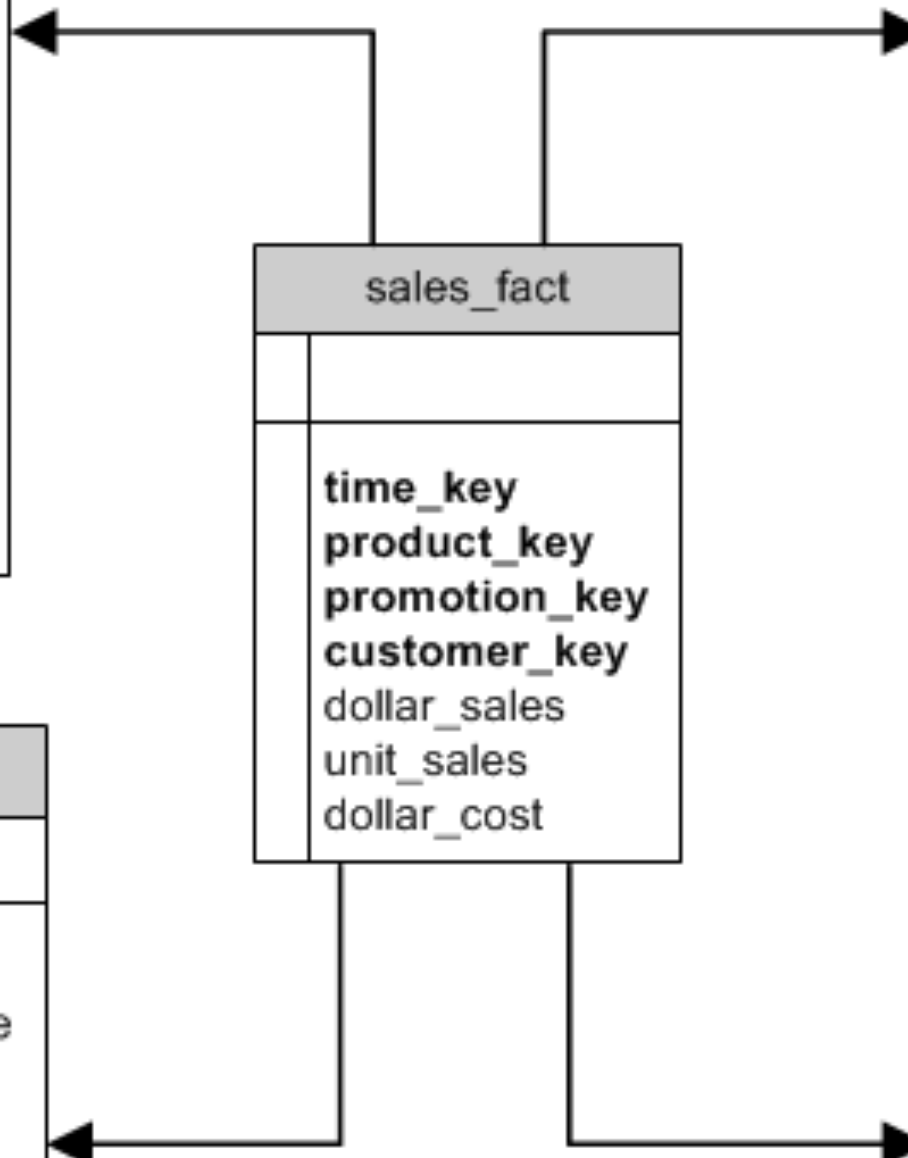 sales_fact
time_key
product_key
promotion_key
customer_key
dollar_sales
unit_sales
dollar_cost